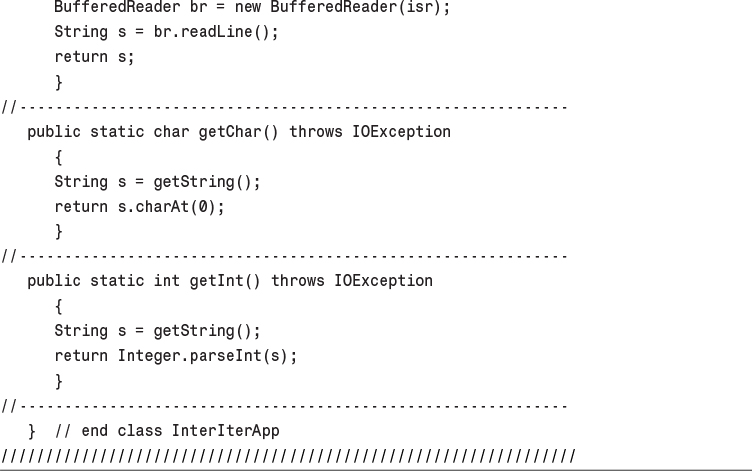 BufferedReader br = new BufferedReader(isr);
String s = br.readLine();
return s;
}
//-------------------------------------------------------------
public static char getChar() throws IOException
{
String s = getString();
return s.charAt(0);
}
//-------------------------------------------------------------
public static int getInt() throws IOException
{
String s = getString();
return Integer.parseInt(s);
}
//-------------------------------------------------------------
}  // end class InterIterApp
////////////////////////////////////////////////////////////////